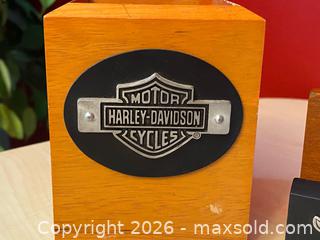 MOTOR
HARLEY-DAVIDSON
CYCLES
®
Copyright 2026 - maxsold.com